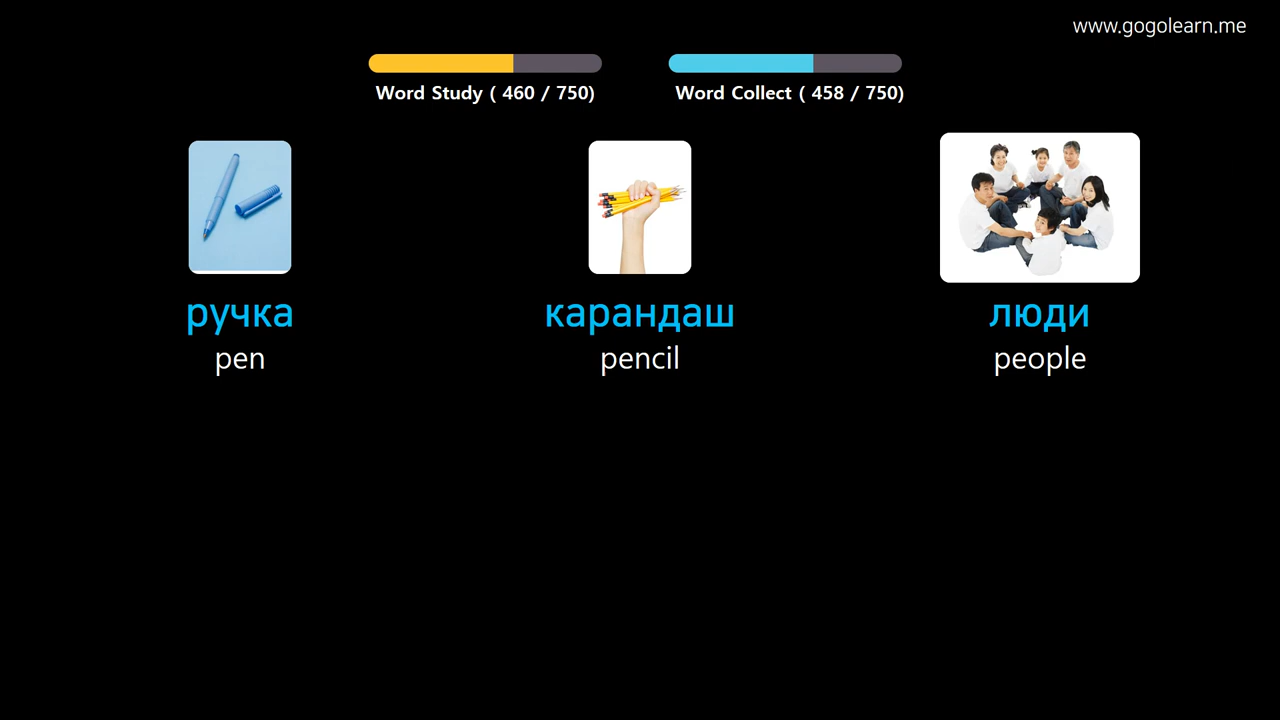 www.gogolearn.me
Word Study ( 460 / 750)
Word Collect ( 458 / 750)
ручка
карандаш
люди
pen
pencil
people